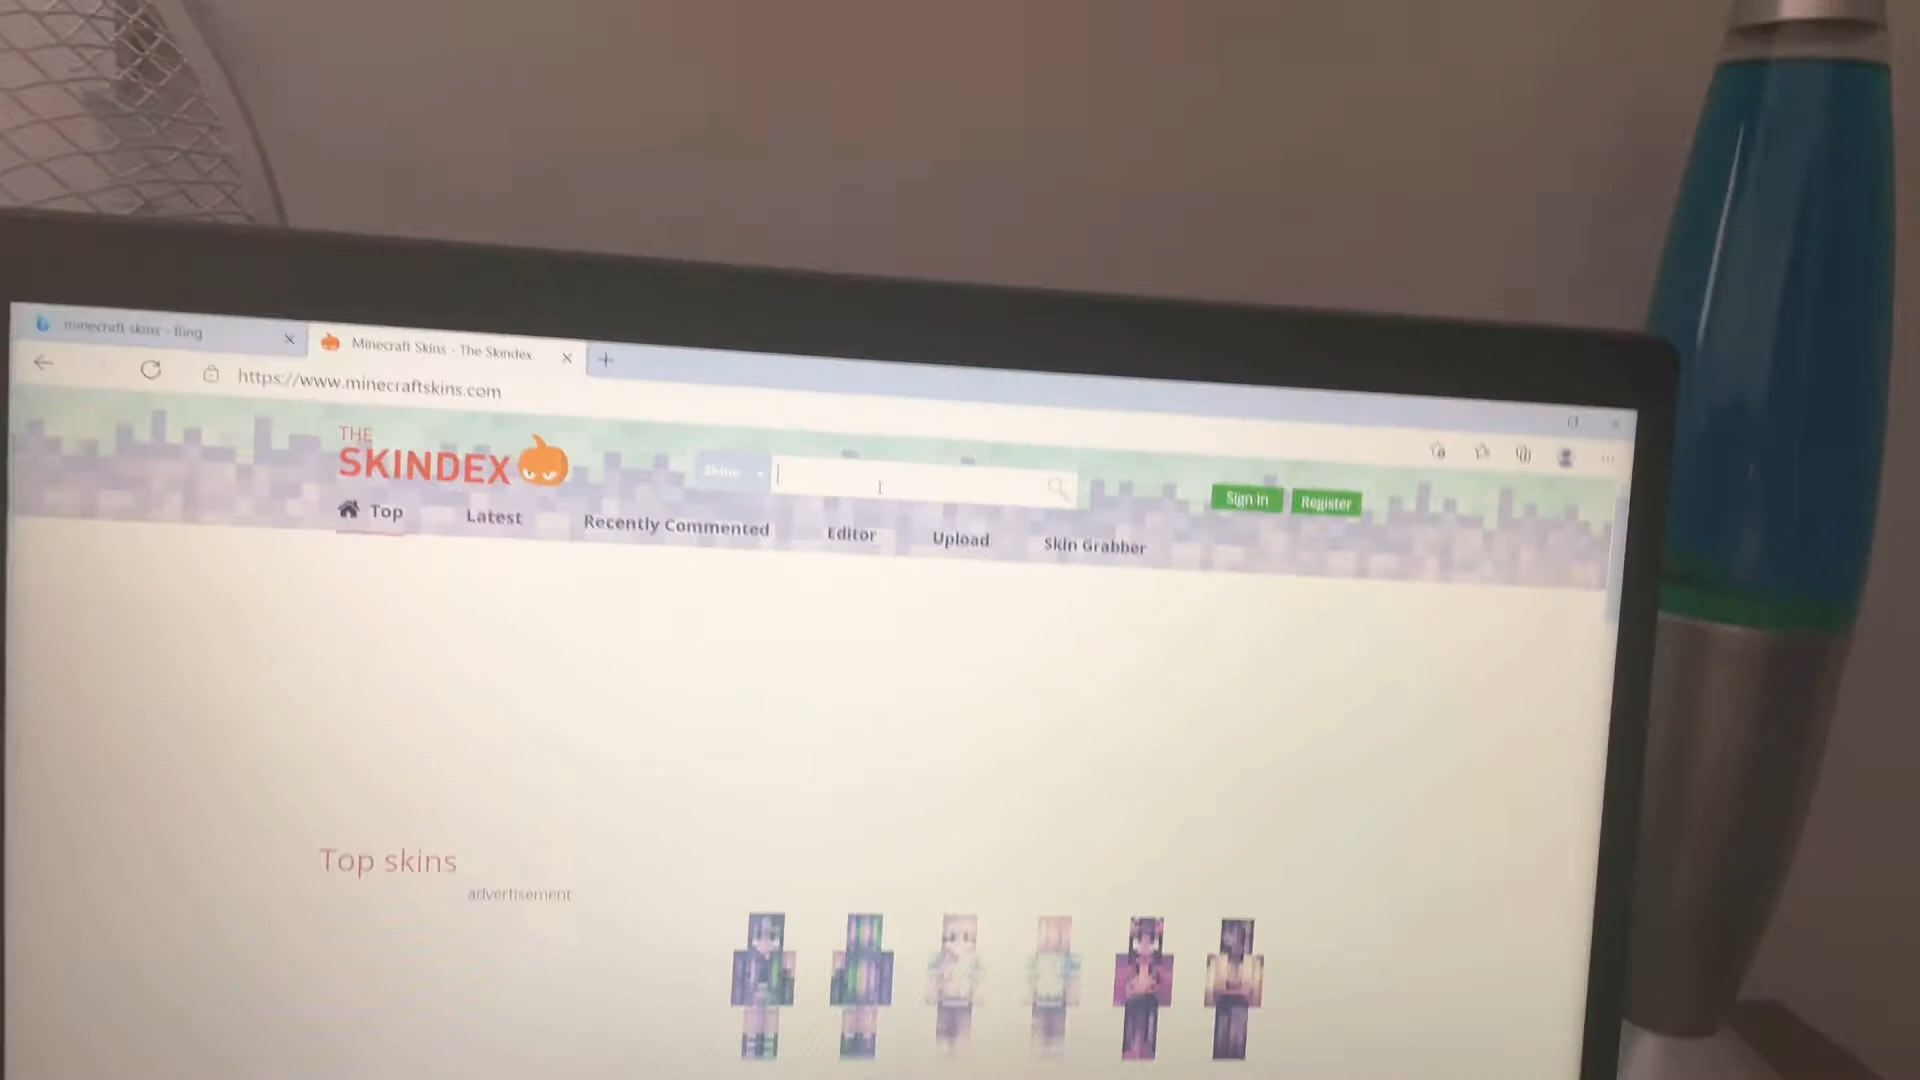 minecraft skins - Bing
Minecraft Skins - The Skindex
https://www.minecraftskins.com
THE
SKINDEX
Skins
Sign In
Register
Top
Latest
Recently Commented
Editor
Upload
Skin Grabber
Top skins
advertisement